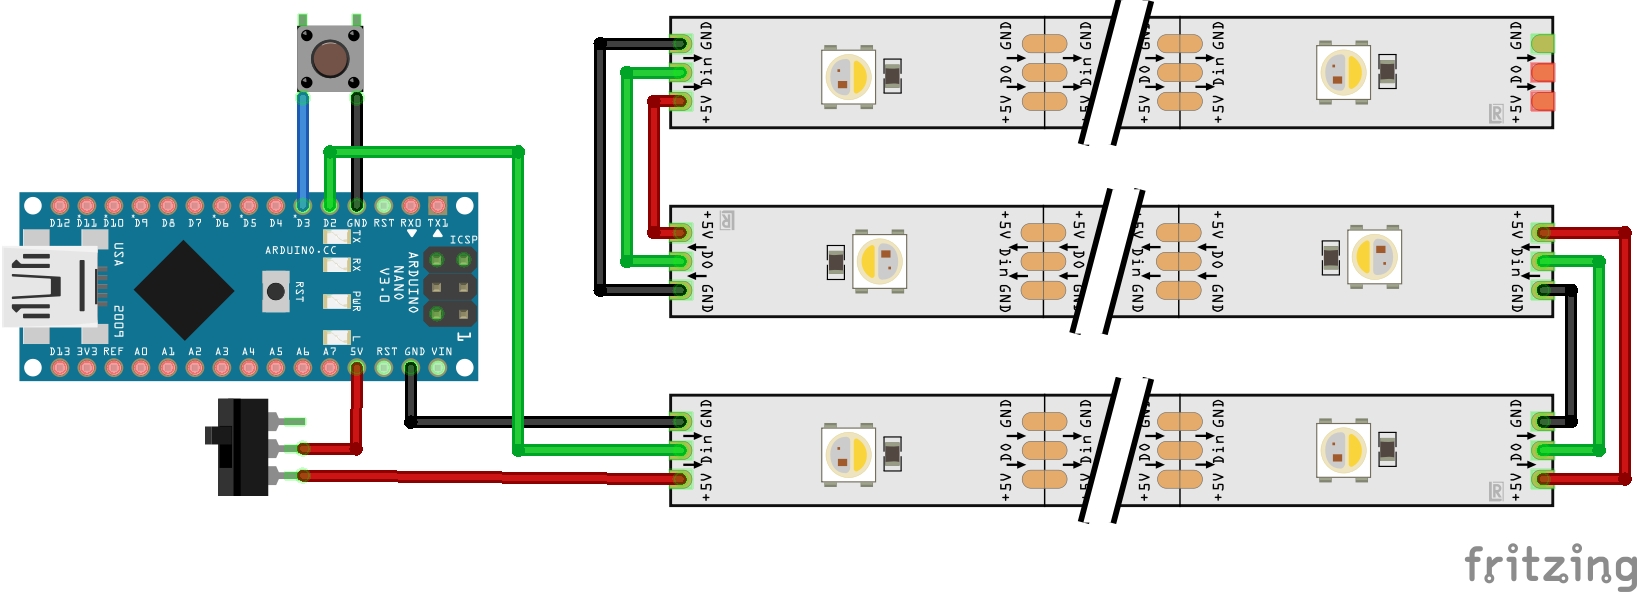 GND Din +5V
GND DO +5V
GND Din +5V
GND DO +5V
GND Din +5V
GND DO +5V
D12 D11 D10 D9 D8 D7 D6 D5 D4 D3 D2 GND RST RX0 TX1
+5V DO GND
+5V Din GND
+5V DO GND
+5V Din GND
+5V DO GND
+5V Din GND
USA
2009
ARDUINO.CC
RST
TX
RX
PWR
L
ARDUINO
NANO
V3.0
ICSP
1
D13 3V3 REF A0 A1 A2 A3 A4 A5 A6 A7 5V RST GND VIN
GND Din +5V
GND DO +5V
GND Din +5V
GND DO +5V
GND Din +5V
GND DO +5V
fritzing